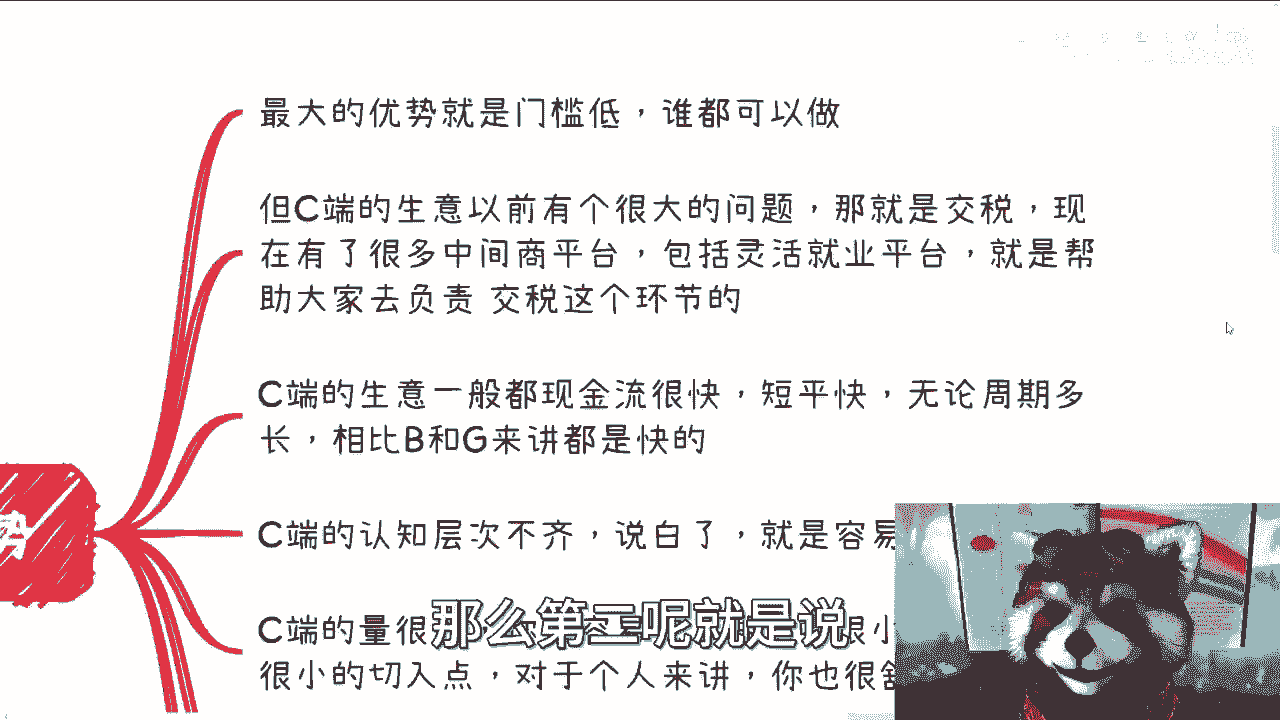 最大的优势就是门槛低，谁都可以做
但C端的生意以前有个很大的问题，那就是交税，现
在有了很多中间商平台，包括灵活就业平台，就是帮
助大家去负责 交税这个环节的
C端的生意一般都现金流很快，短平快，无论周期多
长，相比B和G来讲都是快的
C端的认知层次不齐，说白了，就是容易
C端的量很
那么第二呢就是说
很小的切入点，对于个人来讲，你也很